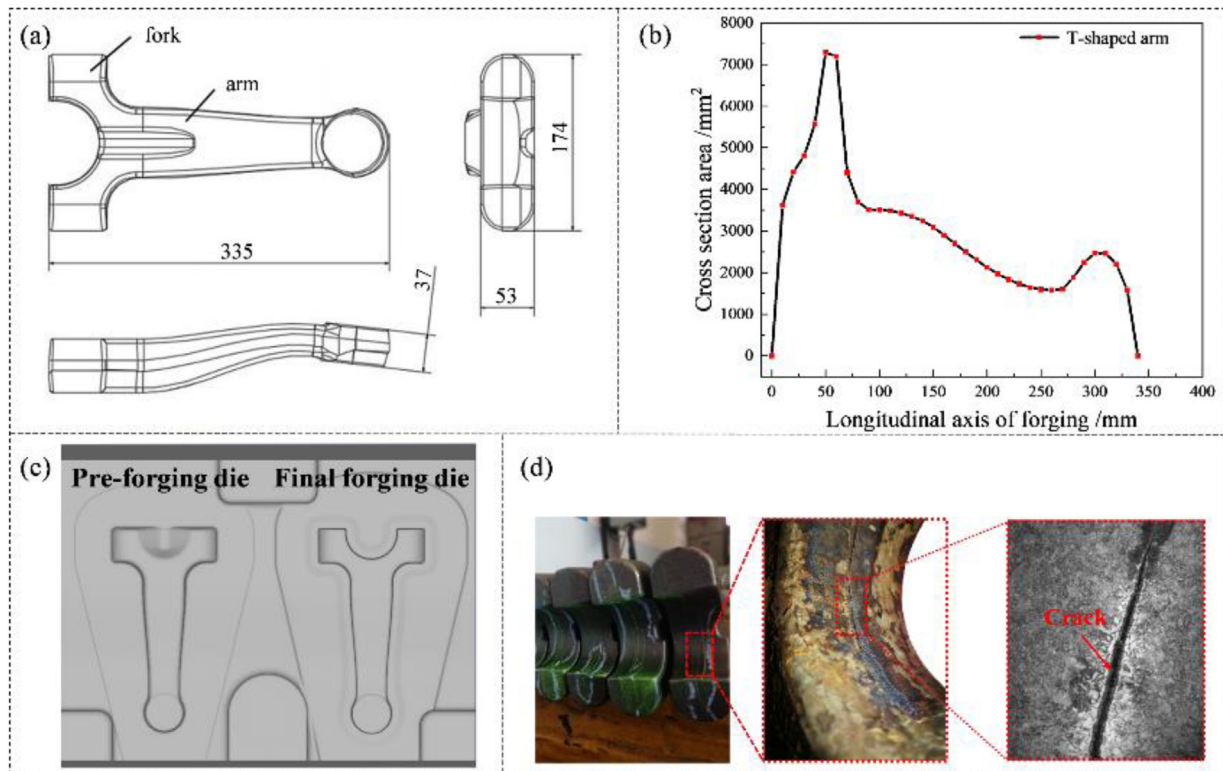 (a)
fork
arm
335
174
53
37
(b)
8000
7000
6000
5000
4000
3000
2000
1000
0
Cross section area /mm²
T-shaped arm
0 50 100 150 200 250 300 350 400
Longitudinal axis of forging /mm
(c)
Pre-forging die Final forging die
(d)
Crack